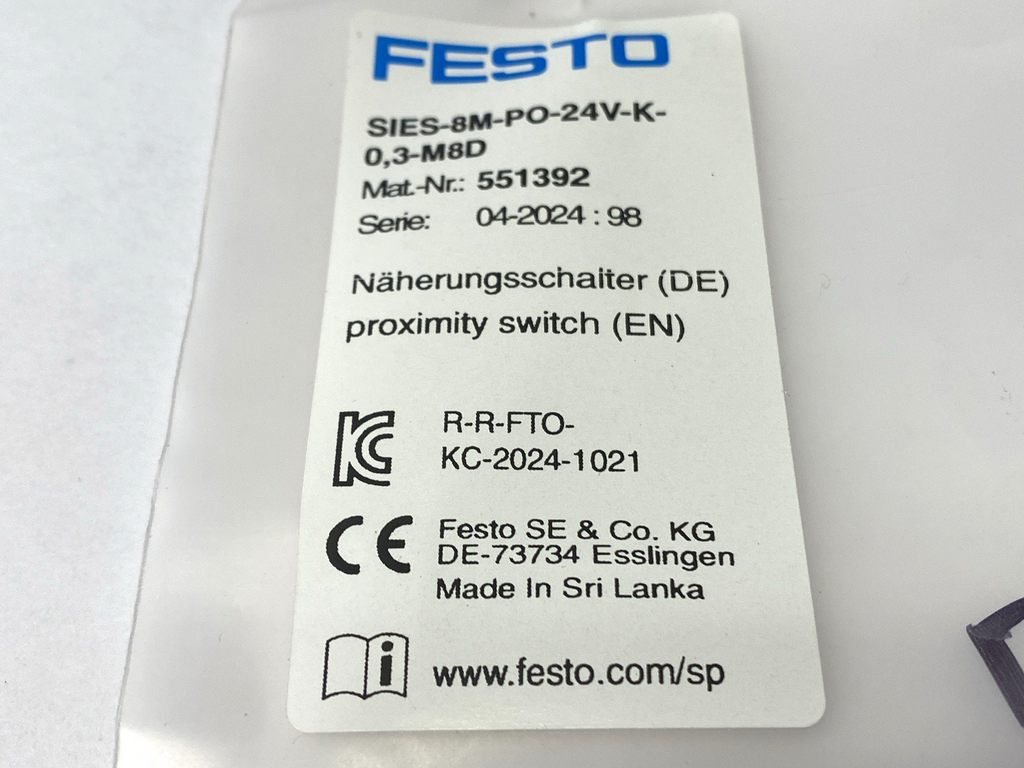 FESTO
SIES-8M-PO-24V-K-
0,3-M8D
Mat.-Nr.: 551392
Serie: 04-2024 : 98
Näherungsschalter (DE)
proximity switch (EN)
KC
R-R-FTO-
KC-2024-1021
CE
Festo SE & Co. KG
DE-73734 Esslingen
Made In Sri Lanka
i
www.festo.com/sp